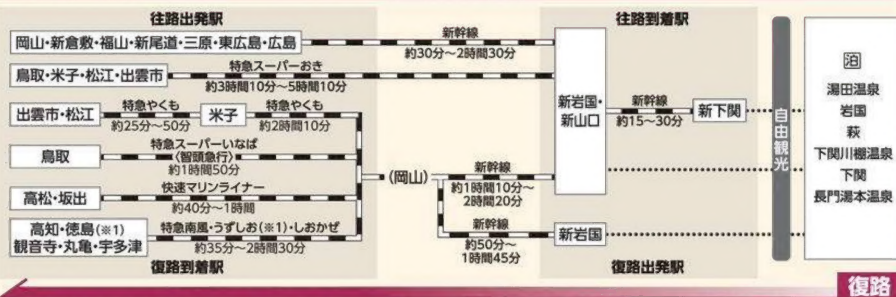 往路出発駅
往路到着駅
岡山・新倉敷・福山・新尾道・三原・東広島・広島
新幹線
約30分〜2時間30分
鳥取・米子・松江・出雲市
特急スーパーおき
約3時間10分〜5時間10分
出雲市・松江
特急やくも
約25分〜50分
米子
特急やくも
約2時間10分
鳥取
特急スーパーいなば
〈智頭急行〉
約1時間50分
高松・坂出
快速マリンライナー
約40分〜1時間
高知・徳島(※1)
観音寺・丸亀・宇多津
特急南風・うずしお(※1)・しおかぜ
約35分〜2時間30分
(岡山)
新幹線
約1時間10分〜
2時間20分
新幹線
約50分〜
1時間45分
新岩国・
新山口
新幹線
約15〜30分
新下関
新岩国
自由観光
泊
湯田温泉
岩国
萩
下関川棚温泉
下関
長門湯本温泉
復路到着駅
復路出発駅
復路